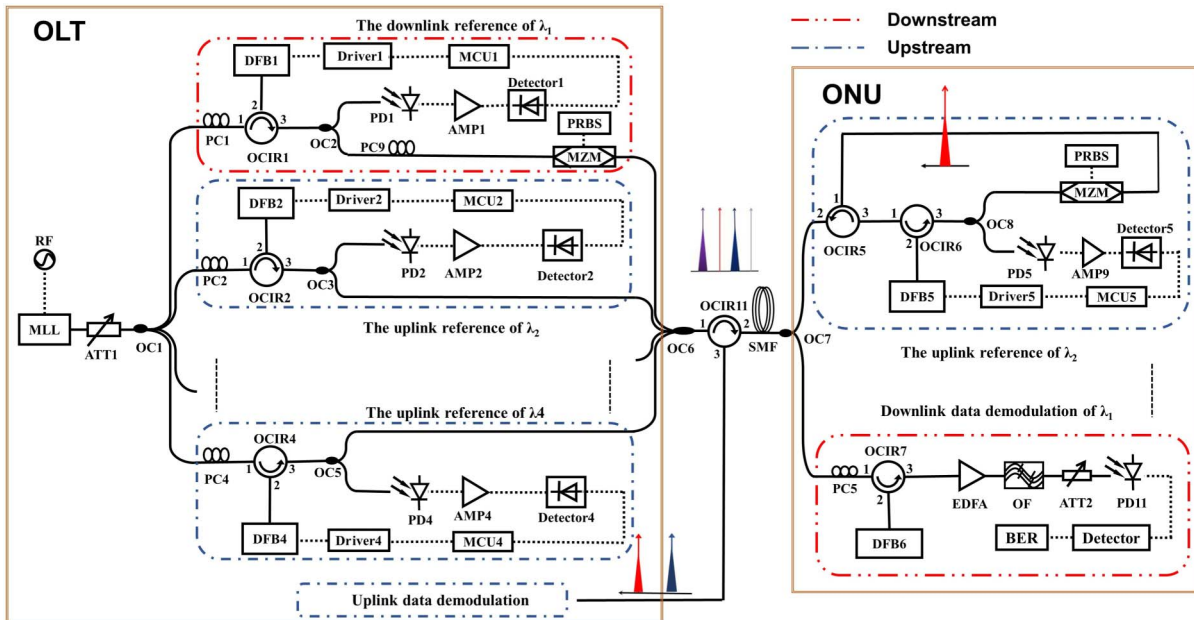 OLT
The downlink reference of λ1
DFB1
Driver1
MCU1
2
1
3
PC1
OCIR1
OC2
PD1
AMP1
Detector1
PRBS
PC9
MZM
DFB2
Driver2
MCU2
2
1
3
PC2
OCIR2
OC3
PD2
AMP2
Detector2
The uplink reference of λ2
RF
MLL
ATT1
OC1
The uplink reference of λ4
OCIR4
1
3
2
PC4
OC5
PD4
AMP4
Detector4
DFB4
Driver4
MCU4
Uplink data demodulation
OC6
OCIR11
1
2
3
SMF
OC7
Downstream
Upstream
ONU
PRBS
MZM
1
2
3
OCIR5
1
3
2
OCIR6
OC8
PD5
AMP9
Detector5
DFB5
Driver5
MCU5
The uplink reference of λ2
Downlink data demodulation of λ1
OCIR7
1
3
2
PC5
EDFA
OF
ATT2
PD11
DFB6
BER
Detector